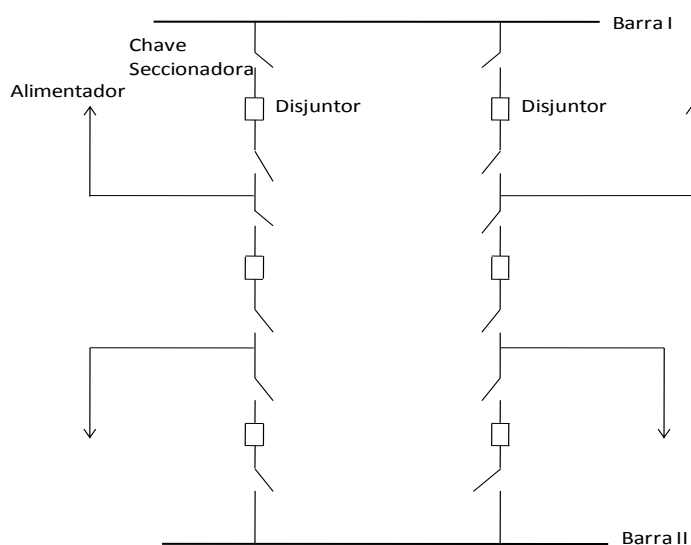 Barra I
Chave
Seccionadora
Alimentador
Disjuntor
Disjuntor
Barra II